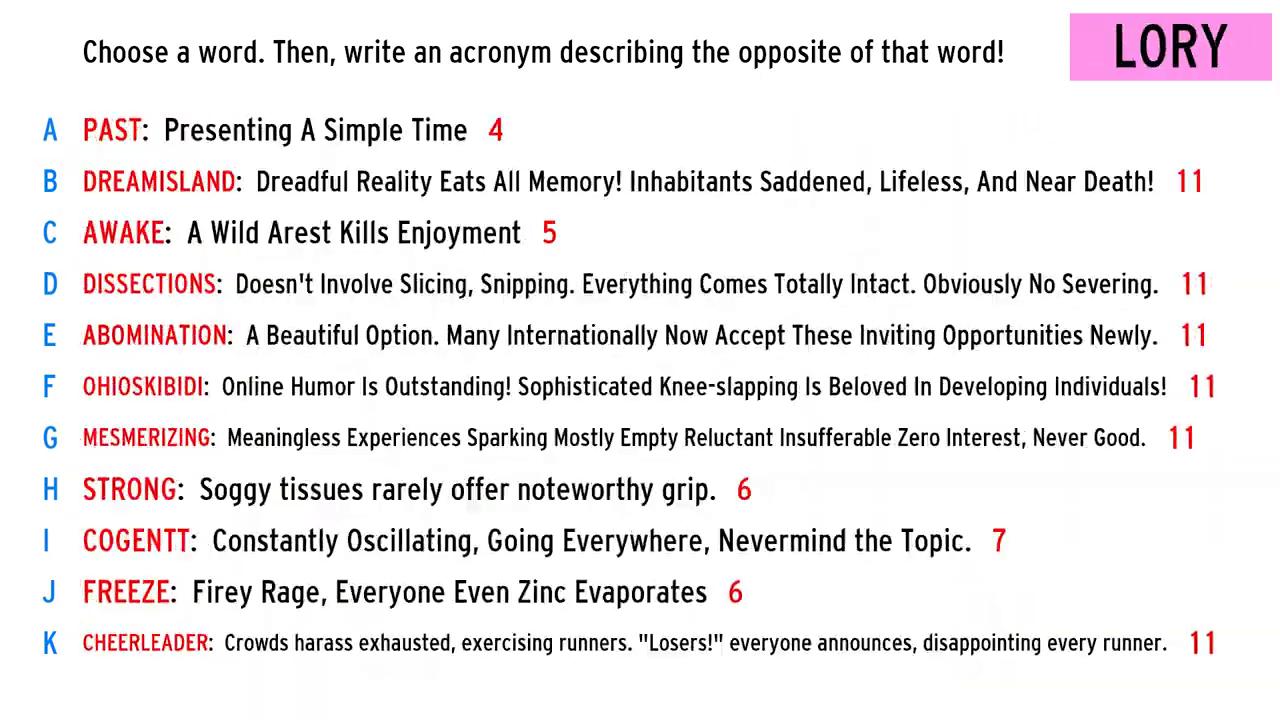 Choose a word. Then, write an acronym describing the opposite of that word!
LORY
A PAST: Presenting A Simple Time 4
B DREAMISLAND: Dreadful Reality Eats All Memory! Inhabitants Saddened, Lifeless, And Near Death! 11
C AWAKE: A Wild Arest Kills Enjoyment 5
D DISSECTIONS: Doesn't Involve Slicing, Snipping. Everything Comes Totally Intact. Obviously No Severing. 11
E ABOMINATION: A Beautiful Option. Many Internationally Now Accept These Inviting Opportunities Newly. 11
F OHIOSKIBIDI: Online Humor Is Outstanding! Sophisticated Knee-slapping Is Beloved In Developing Individuals! 11
G MESMERIZING: Meaningless Experiences Sparking Mostly Empty Reluctant Insufferable Zero Interest, Never Good. 11
H STRONG: Soggy tissues rarely offer noteworthy grip. 6
I COGENTT: Constantly Oscillating, Going Everywhere, Nevermind the Topic. 7
J FREEZE: Firey Rage, Everyone Even Zinc Evaporates 6
K CHEERLEADER: Crowds harass exhausted, exercising runners. "Losers!" everyone announces, disappointing every runner. 11